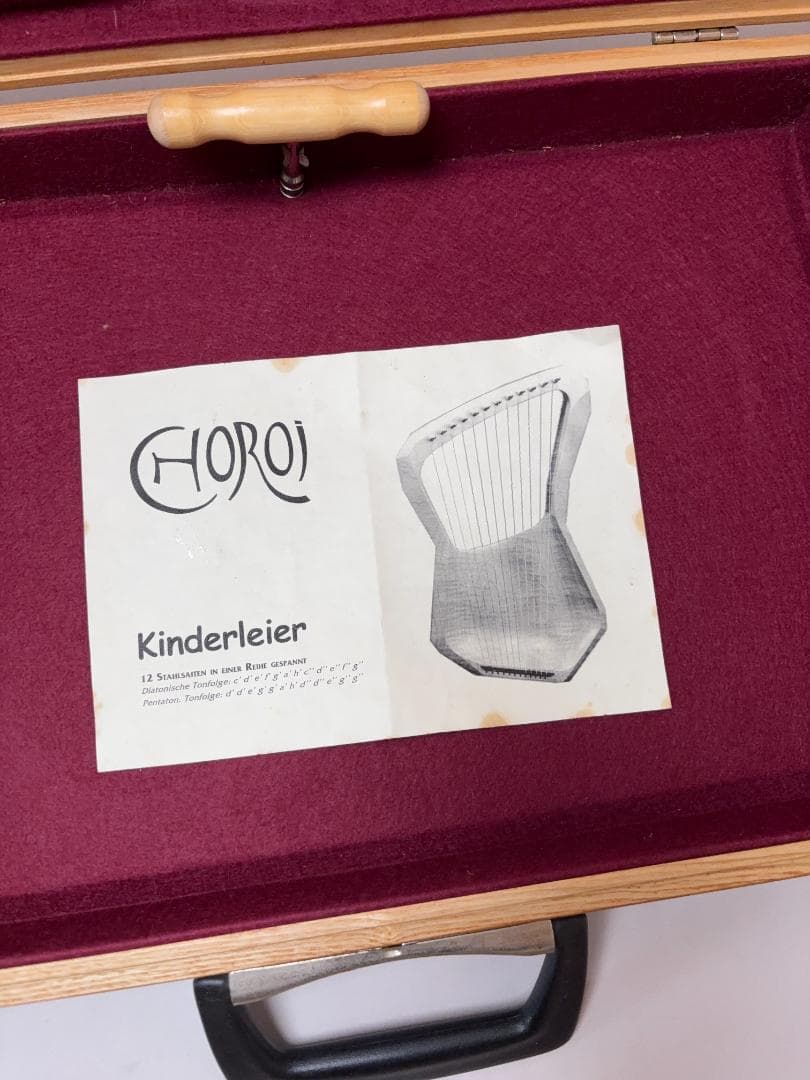 CHOROi
Kinderleier
12 STAHLSAITEN IN EINER REIHE GESPANNT
Diatonische Tonfolge: c' d' e' f' g' a' h' c'' d'' e'' f'' g''
Pentaton. Tonfolge: d' d' e' g' g' a' h' d'' d'' e'' g'' g''